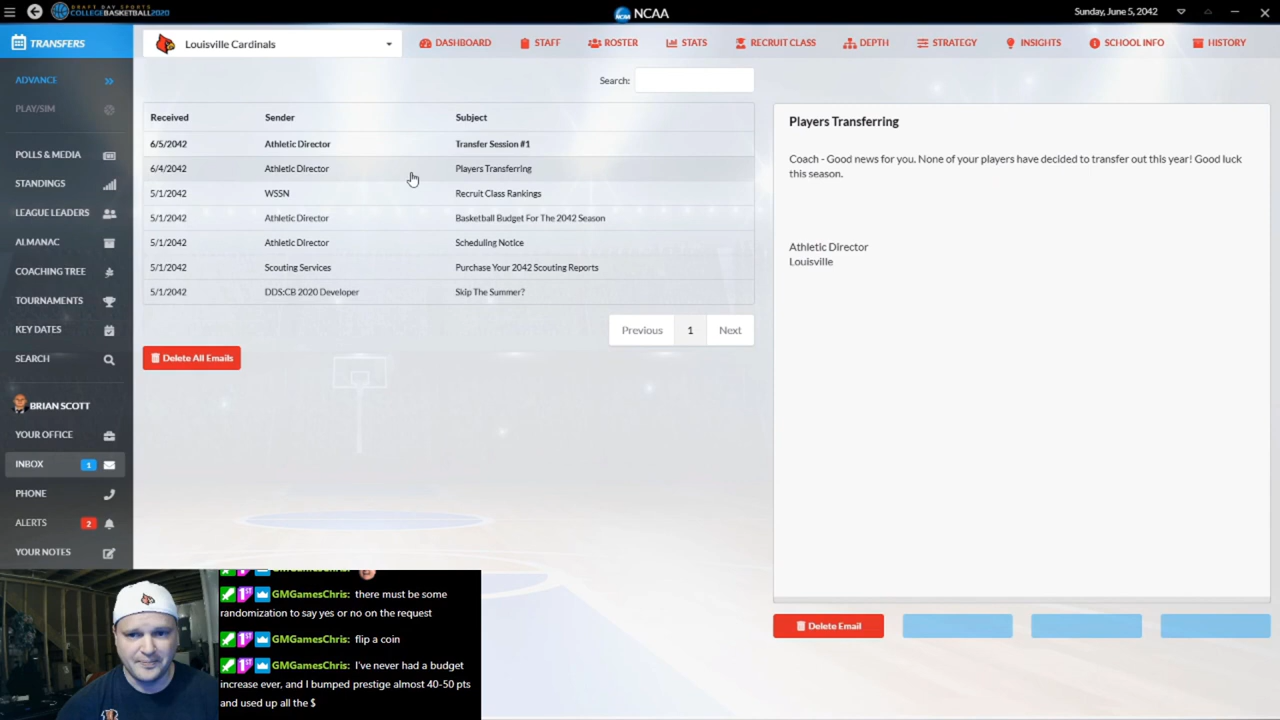 DRAFT DAY SPORTS
COLLEGE BASKETBALL 2020
NCAA
Sunday, June 5, 2042
TRANSFERS
Louisville Cardinals
DASHBOARD
STAFF
ROSTER
STATS
RECRUIT CLASS
DEPTH
STRATEGY
INSIGHTS
SCHOOL INFO
HISTORY
ADVANCE
PLAY/SIM
POLLS & MEDIA
STANDINGS
LEAGUE LEADERS
ALMANAC
COACHING TREE
TOURNAMENTS
KEY DATES
SEARCH
BRIAN SCOTT
YOUR OFFICE
INBOX 1
PHONE
ALERTS 2
YOUR NOTES
Search:
Received Sender Subject
6/5/2042 Athletic Director Transfer Session #1
6/4/2042 Athletic Director Players Transferring
5/1/2042 WSSN Recruit Class Rankings
5/1/2042 Athletic Director Basketball Budget For The 2042 Season
5/1/2042 Athletic Director Scheduling Notice
5/1/2042 Scouting Services Purchase Your 2042 Scouting Reports
5/1/2042 DDS:CB 2020 Developer Skip The Summer?
Previous 1 Next
Delete All Emails
Players Transferring
Coach - Good news for you. None of your players have decided to transfer out this year! Good luck
this season.
Athletic Director
Louisville
Delete Email
GMGamesChris:
1st GMGamesChris: there must be some
randomization to say yes or no on the request
1st GMGamesChris: flip a coin
1st GMGamesChris: I've never had a budget
increase ever, and I bumped prestige almost 40-50 pts
and used up all the $